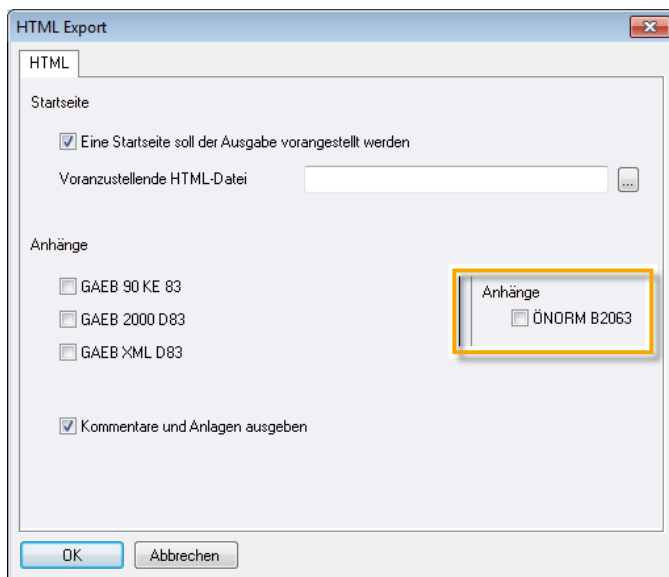 HTML Export
HTML
Startseite
Eine Startseite soll der Ausgabe vorangestellt werden
Voranzustellende HTML-Datei
...
Anhänge
GAEB 90 KE 83
GAEB 2000 D83
GAEB XML D83
Anhänge
ÖNORM B2063
Kommentare und Anlagen ausgeben
OK
Abbrechen